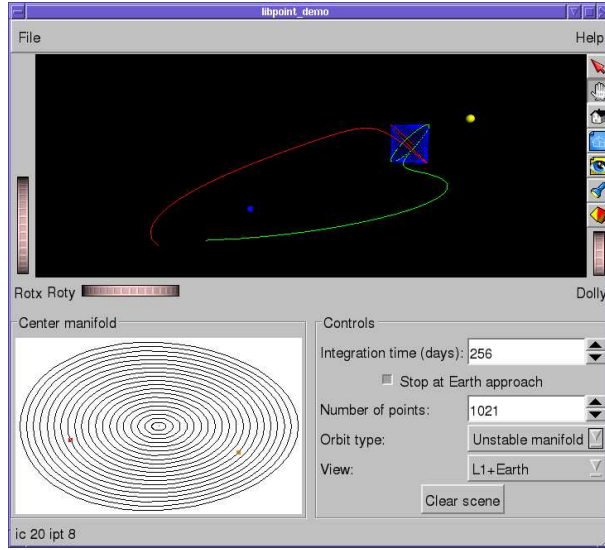 libpoint_demo
File Help
Rotx Roty Dolly
Center manifold
Controls
Integration time (days): 256
Stop at Earth approach
Number of points: 1021
Orbit type: Unstable manifold
View: L1+Earth
Clear scene
ic 20 ipt 8